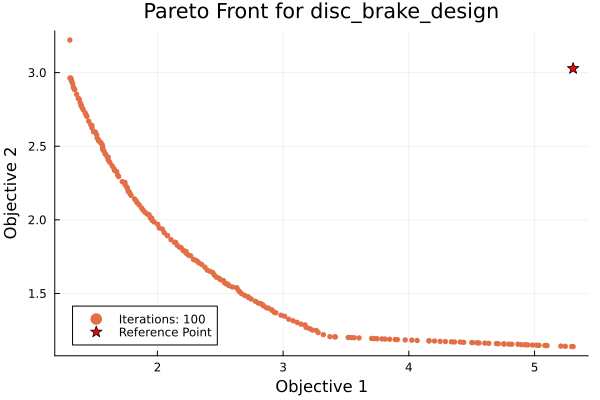 Pareto Front for disc_brake_design
Objective 2
3.0
2.5
2.0
1.5
Iterations: 100
Reference Point
2
3
4
5
Objective 1